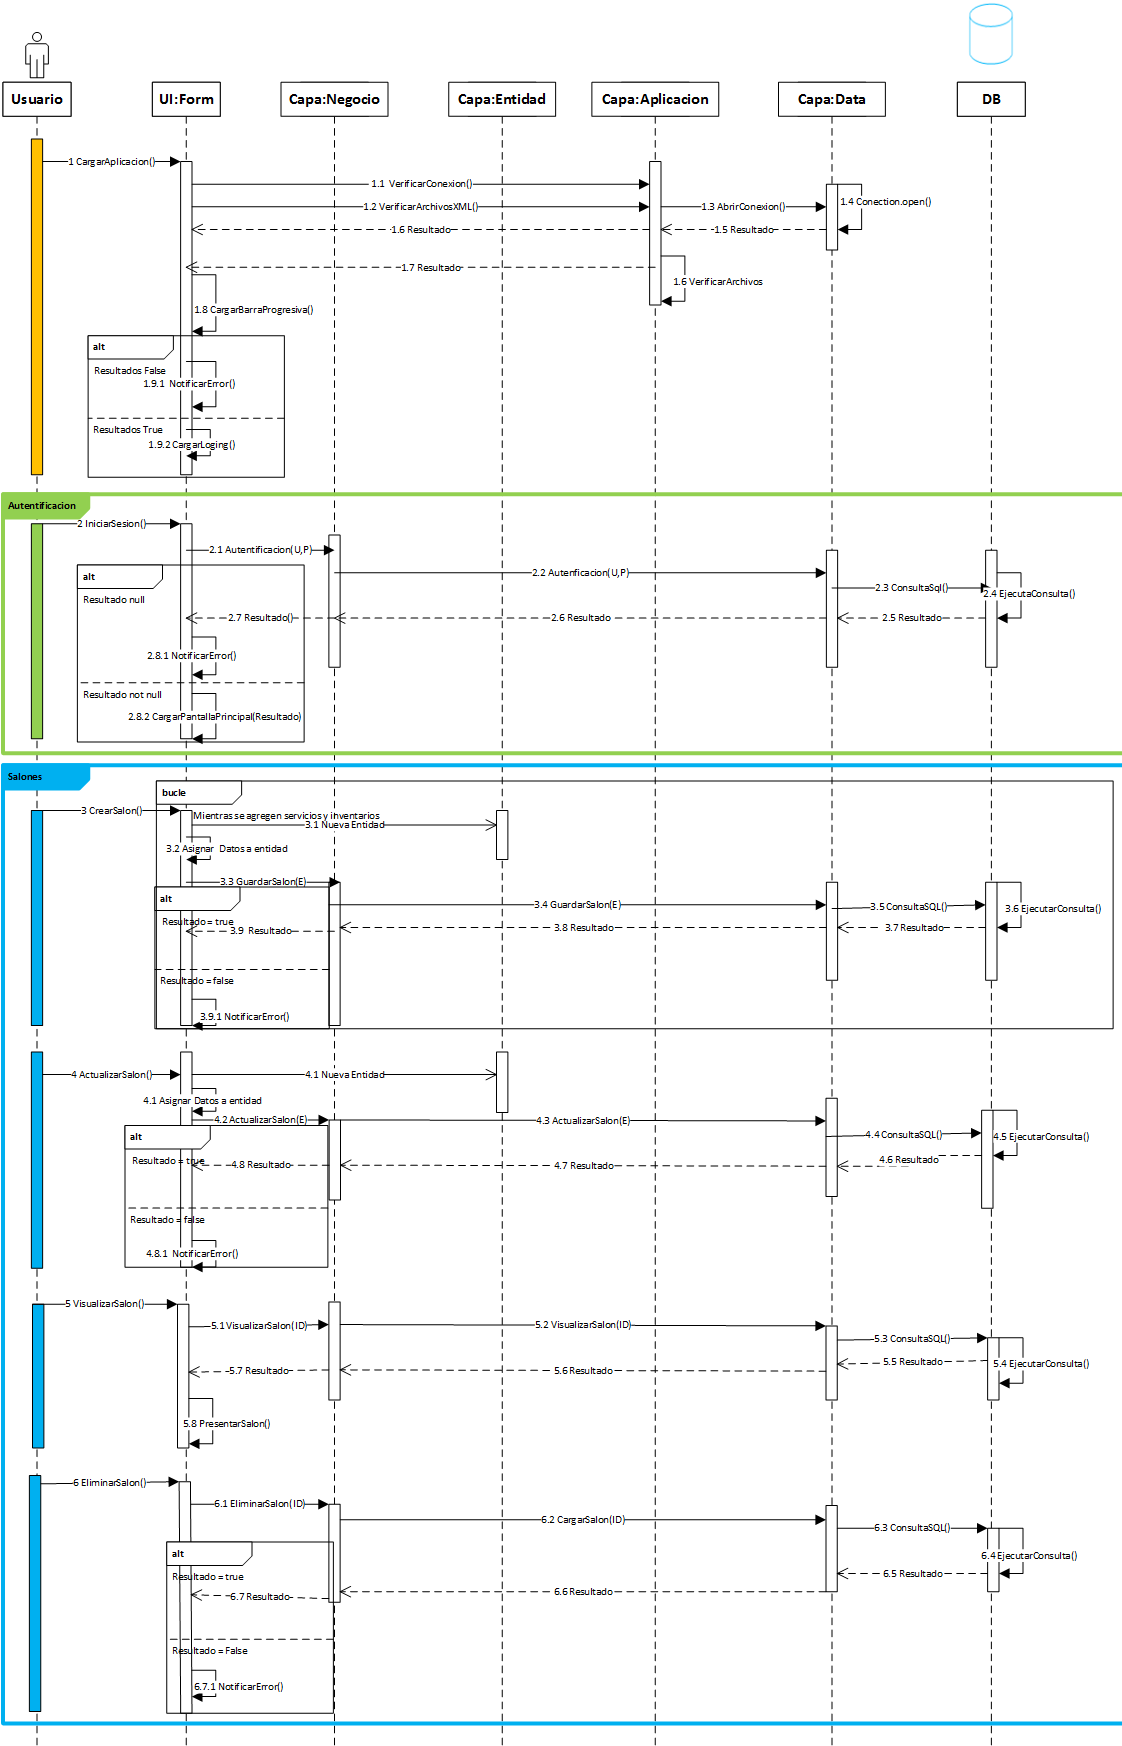 Usuario
UI:Form
Capa:Negocio
Capa:Entidad
Capa:Aplicacion
Capa:Data
DB
1 CargarAplicacion()
1.1 VerificarConexion()
1.2 VerificarArchivosXML()
1.3 AbrirConexion()
1.4 Conection.open()
1.6 Resultado
1.5 Resultado
1.7 Resultado
1.6 VerificarArchivos
1.8 CargarBarraProgresiva()
alt
Resultados False
1.9.1 NotificarError()
Resultados True
1.9.2 CargarLoging()
Autentificacion
2 IniciarSesion()
2.1 Autentificacion(U,P)
2.2 Autenficacion(U,P)
alt
2.3 ConsultaSql()
2.4 EjecutaConsulta()
Resultado null
2.7 Resultado()
2.6 Resultado
2.5 Resultado
2.8.1 NotificarError()
Resultado not null
2.8.2 CargarPantallaPrincipal(Resultado)
Salones
bucle
3 CrearSalon()
Mientras se agregen servicios y inventarios
3.1 Nueva Entidad
3.2 Asignar Datos a entidad
3.3 GuardarSalon(E)
alt
3.4 GuardarSalon(E)
3.5 ConsultaSQL()
3.6 EjecutarConsulta()
Resultado = true
3.9 Resultado
3.8 Resultado
3.7 Resultado
Resultado = false
3.9.1 NotificarError()
4 ActualizarSalon()
4.1 Nueva Entidad
4.1 Asignar Datos a entidad
4.2 ActualizarSalon(E)
4.3 ActualizarSalon(E)
alt
4.4 ConsultaSQL()
4.5 EjecutarConsulta()
Resultado = true
4.8 Resultado
4.7 Resultado
4.6 Resultado
Resultado = false
4.8.1 NotificarError()
5 VisualizarSalon()
5.1 VisualizarSalon(ID)
5.2 VisualizarSalon(ID)
5.3 ConsultaSQL()
5.4 EjecutarConsulta()
5.7 Resultado
5.6 Resultado
5.5 Resultado
5.8 PresentarSalon()
6 EliminarSalon()
6.1 EliminarSalon(ID)
6.2 CargarSalon(ID)
6.3 ConsultaSQL()
alt
6.4 EjecutarConsulta()
Resultado = true
6.7 Resultado
6.6 Resultado
6.5 Resultado
Resultado = False
6.7.1 NotificarError()